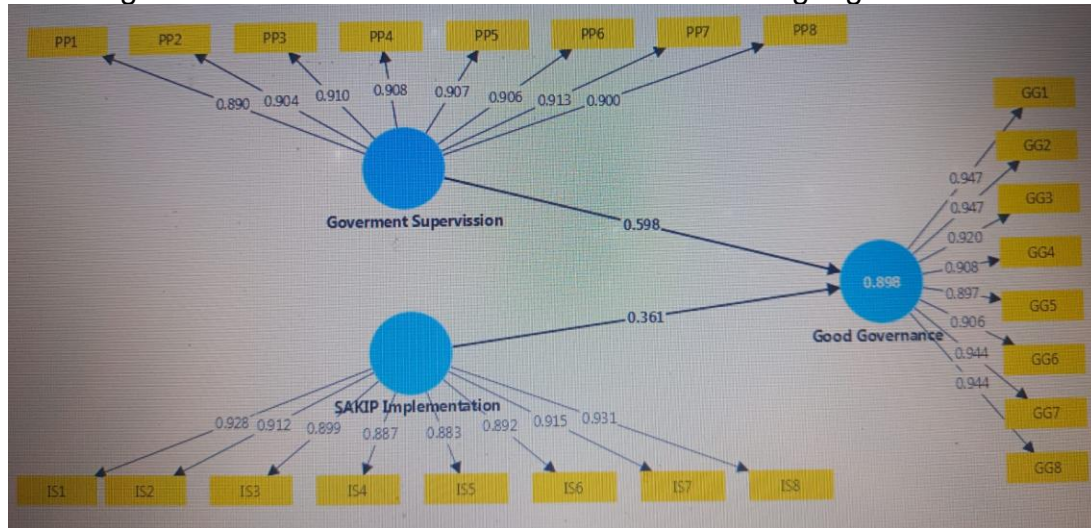 PP1 PP2 PP3 PP4 PP5 PP6 PP7 PP8
0.890 0.904 0.910 0.908 0.907 0.906 0.913 0.900
Goverment Supervission
0.598
0.361
SAKIP Implementation
0.928 0.912 0.899 0.887 0.883 0.892 0.915 0.931
IS1 IS2 IS3 IS4 IS5 IS6 IS7 IS8
0.898
Good Governance
0.947
0.947
0.920
0.908
0.897
0.906
0.944
0.944
GG1
GG2
GG3
GG4
GG5
GG6
GG7
GG8